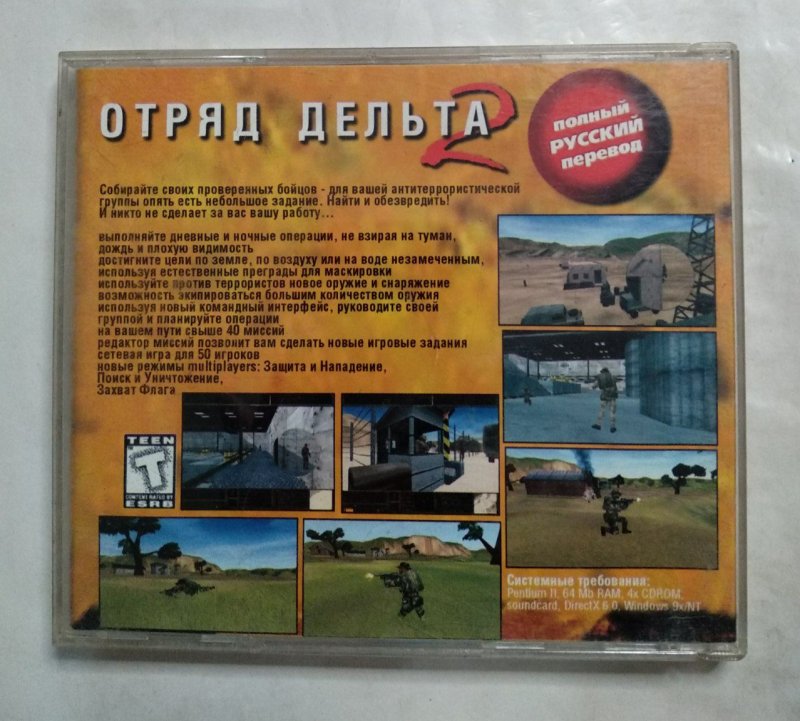 ОТРЯД ДЕЛЬТА 2
полный
РУССКИЙ
перевод
Собирайте своих проверенных бойцов - для вашей антитеррористической
группы опять есть небольшое задание. Найти и обезвредить!
И никто не сделает за вас вашу работу...
выполняйте дневные и ночные операции, не взирая на туман,
дождь и плохую видимость
достигните цели по земле, по воздуху или на воде незамеченным,
используя естественные преграды для маскировки
используйте против террористов новое оружие и снаряжение
возможность экипироваться большим количеством оружия
используя новый командный интерфейс, руководите своей
группой и планируйте операции
на вашем пути свыше 40 миссий
редактор миссий позволит вам сделать новые игровые задания
сетевая игра для 50 игроков
новые режимы multiplayers: Защита и Нападение,
Поиск и Уничтожение,
Захват Флага
TEEN
T
CONTENT RATED BY
ESRB
Системные требования:
Pentium II, 64 Mb RAM, 4x CDROM,
soundcard, DirectX 6.0, Windows 9x/NT